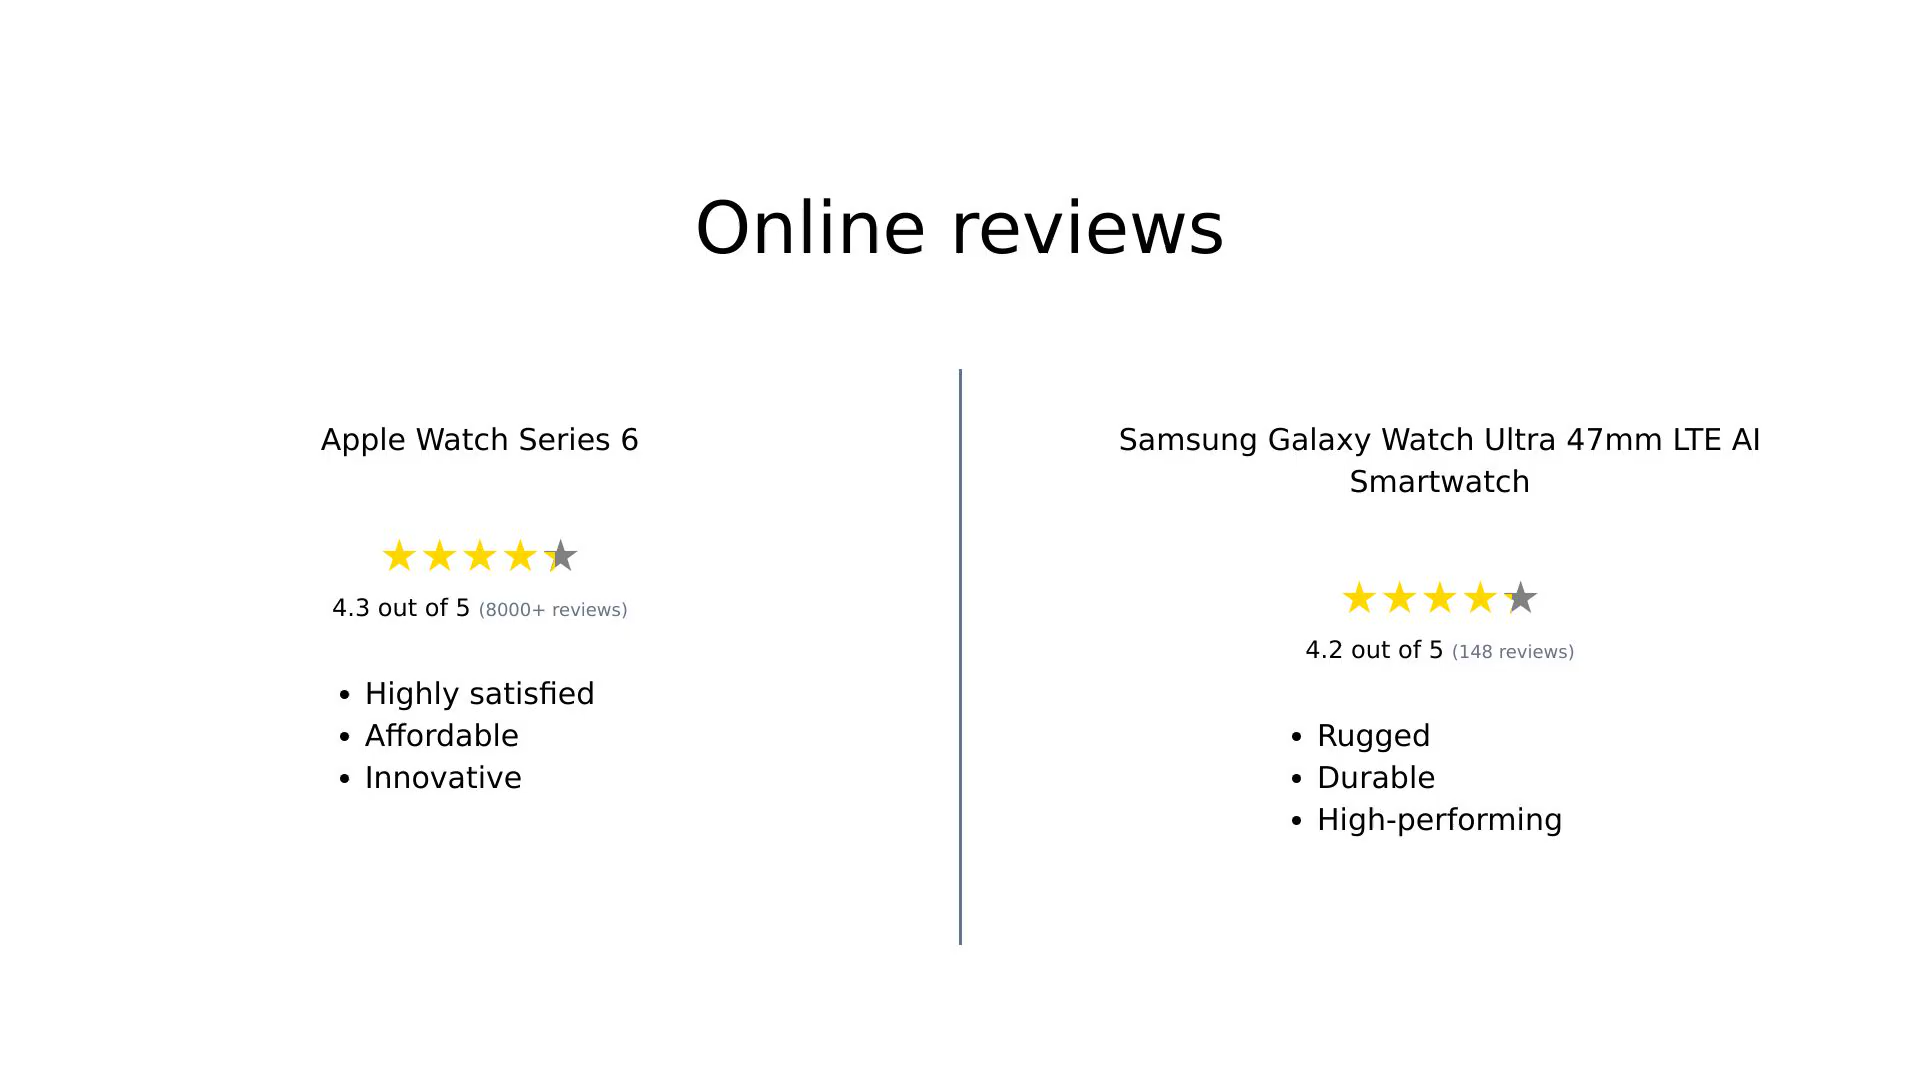 Online reviews
Apple Watch Series 6
4.3 out of 5 (8000+ reviews)
• Highly satisfied
• Affordable
• Innovative
Samsung Galaxy Watch Ultra 47mm LTE AI
Smartwatch
4.2 out of 5 (148 reviews)
• Rugged
• Durable
• High-performing